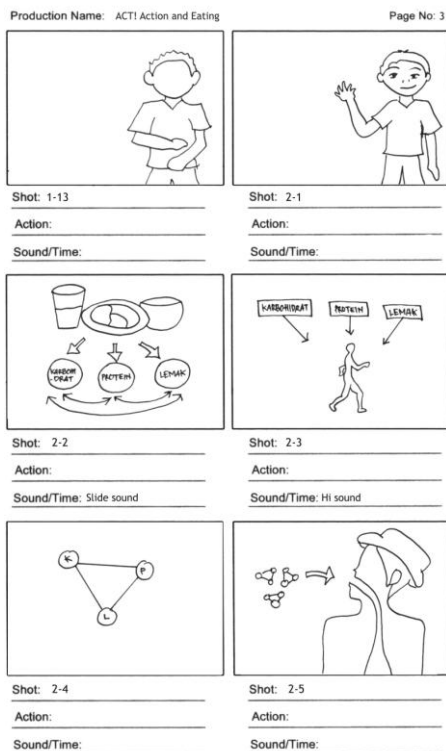 Production Name: ACT! Action and Eating Page No: 3
Shot: 1-13
Action:
Sound/Time:
Shot: 2-1
Action:
Sound/Time:
KARBOHI
-DRAT
PROTEIN
LEMAK
Shot: 2-2
Action:
Sound/Time: Slide sound
KARBOHIDRAT PROTEIN LEMAK
Shot: 2-3
Action:
Sound/Time: Hi sound
K
P
L
Shot: 2-4
Action:
Sound/Time:
Shot: 2-5
Action:
Sound/Time: